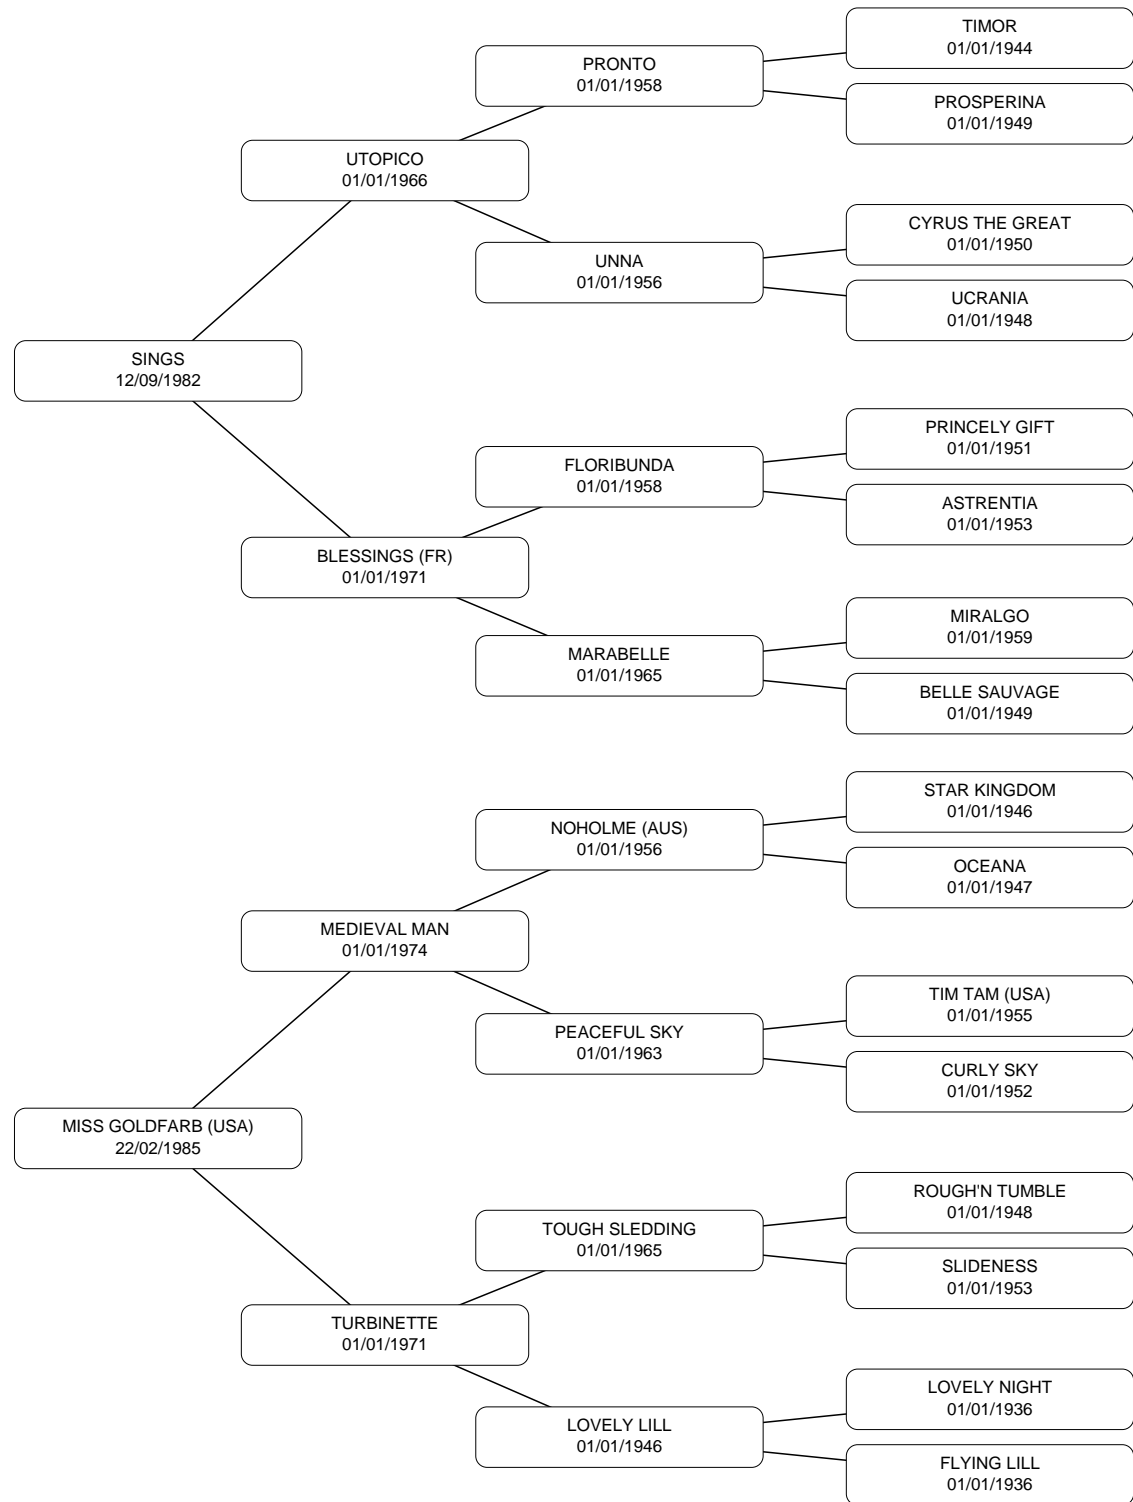 TIMOR
01/01/1944
PRONTO
01/01/1958
PROSPERINA
01/01/1949
UTOPICO
01/01/1966
CYRUS THE GREAT
01/01/1950
UNNA
01/01/1956
UCRANIA
01/01/1948
SINGS
12/09/1982
PRINCELY GIFT
01/01/1951
FLORIBUNDA
01/01/1958
ASTRENTIA
01/01/1953
BLESSINGS (FR)
01/01/1971
MIRALGO
01/01/1959
MARABELLE
01/01/1965
BELLE SAUVAGE
01/01/1949
STAR KINGDOM
01/01/1946
NOHOLME (AUS)
01/01/1956
OCEANA
01/01/1947
MEDIEVAL MAN
01/01/1974
TIM TAM (USA)
01/01/1955
PEACEFUL SKY
01/01/1963
CURLY SKY
01/01/1952
MISS GOLDFARB (USA)
22/02/1985
ROUGH'N TUMBLE
01/01/1948
TOUGH SLEDDING
01/01/1965
SLIDENESS
01/01/1953
TURBINETTE
01/01/1971
LOVELY NIGHT
01/01/1936
LOVELY LILL
01/01/1946
FLYING LILL
01/01/1936